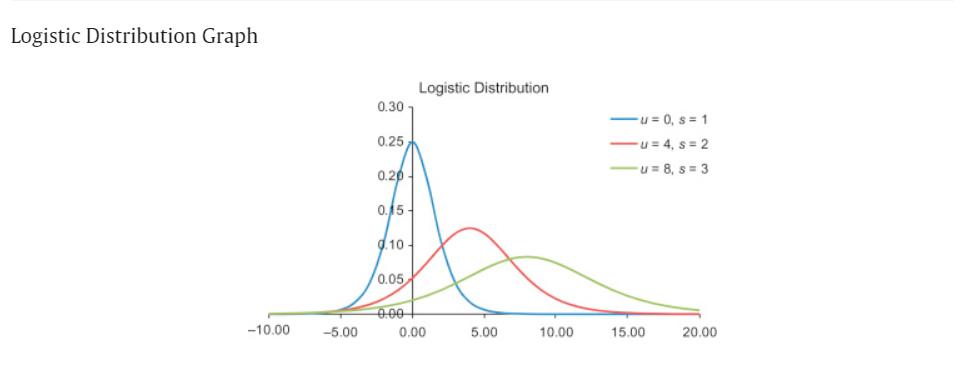 Logistic Distribution Graph
Logistic Distribution
0.30
0.25
0.20
0.15
0.10
0.05
0.00
u = 0, s = 1
u = 4, s = 2
u = 8, s = 3
−10.00 −5.00 0.00 5.00 10.00 15.00 20.00